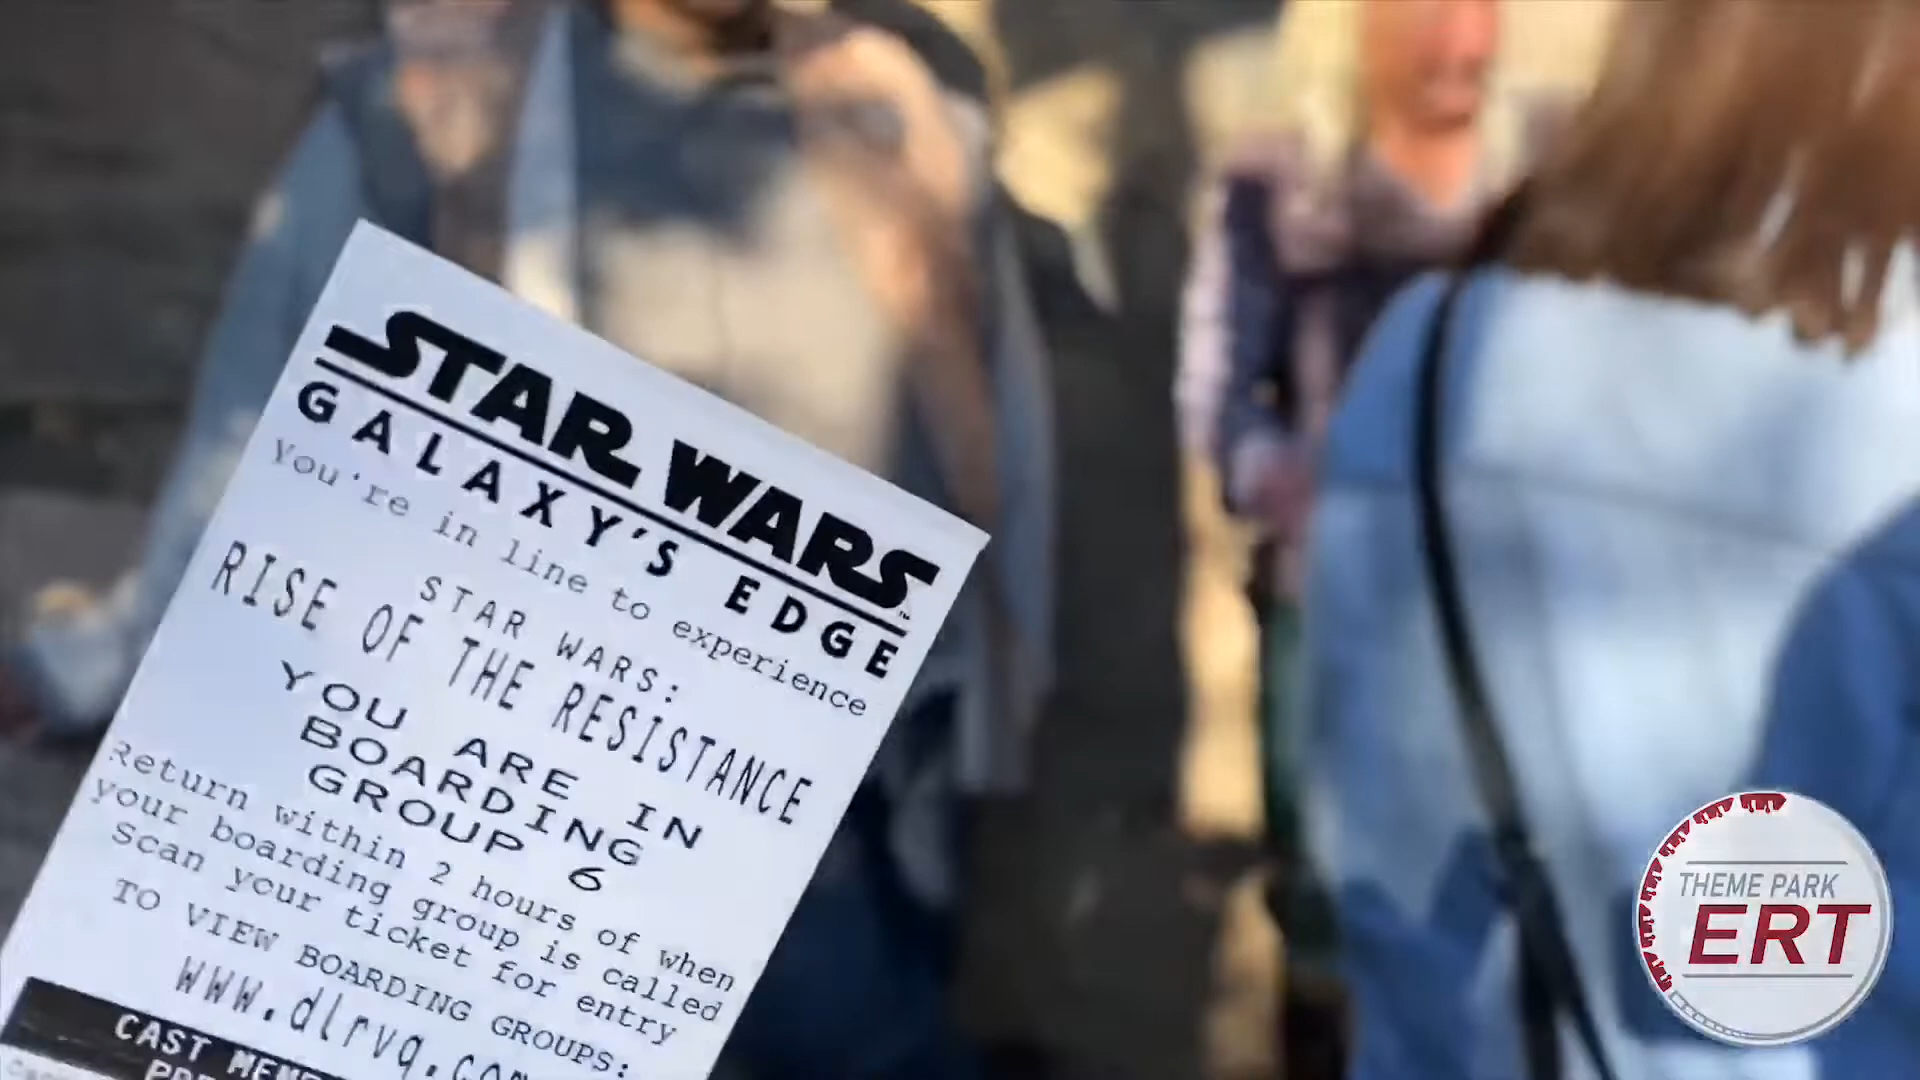 STAR WARS
GALAXY'S EDGE
You're in line to experience
STAR WARS:
RISE OF THE RESISTANCE
YOU ARE IN
BOARDING
GROUP 6
Return within 2 hours of when
your boarding group is called
Scan your ticket for entry
TO VIEW BOARDING GROUPS:
www.dlrvq.com
CAST
THEME PARK
ERT